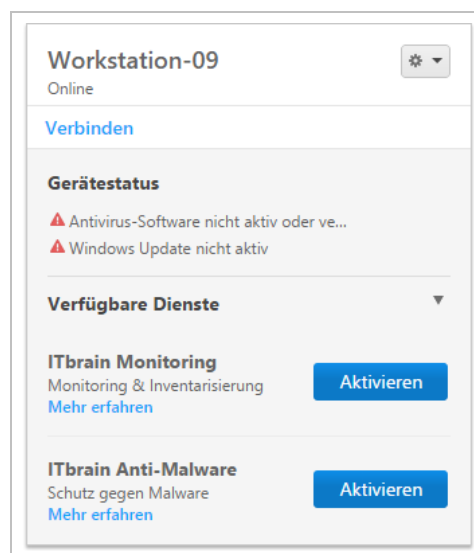 Workstation-09
Online
Verbinden
Gerätestatus
Antivirus-Software nicht aktiv oder ve...
Windows Update nicht aktiv
Verfügbare Dienste
ITbrain Monitoring
Monitoring & Inventarisierung
Mehr erfahren
Aktivieren
ITbrain Anti-Malware
Schutz gegen Malware
Mehr erfahren
Aktivieren